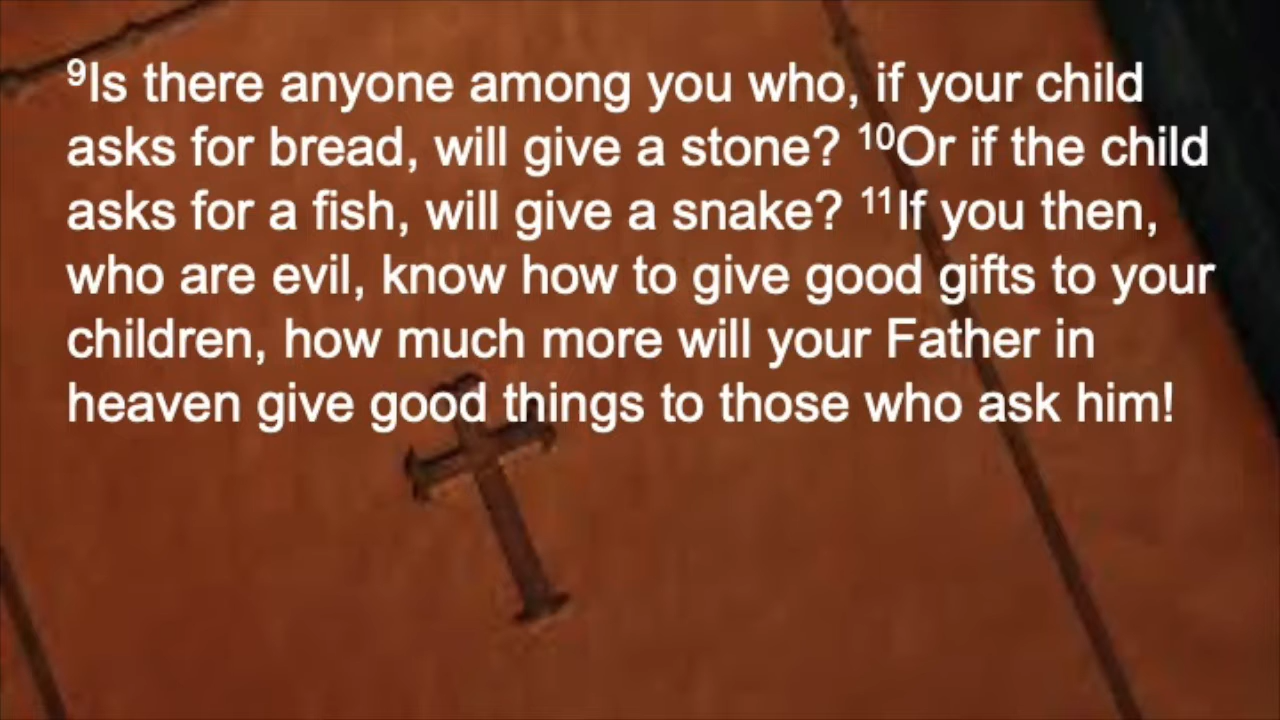 ⁹Is there anyone among you who, if your child
asks for bread, will give a stone? ¹⁰Or if the child
asks for a fish, will give a snake? ¹¹If you then,
who are evil, know how to give good gifts to your
children, how much more will your Father in
heaven give good things to those who ask him!